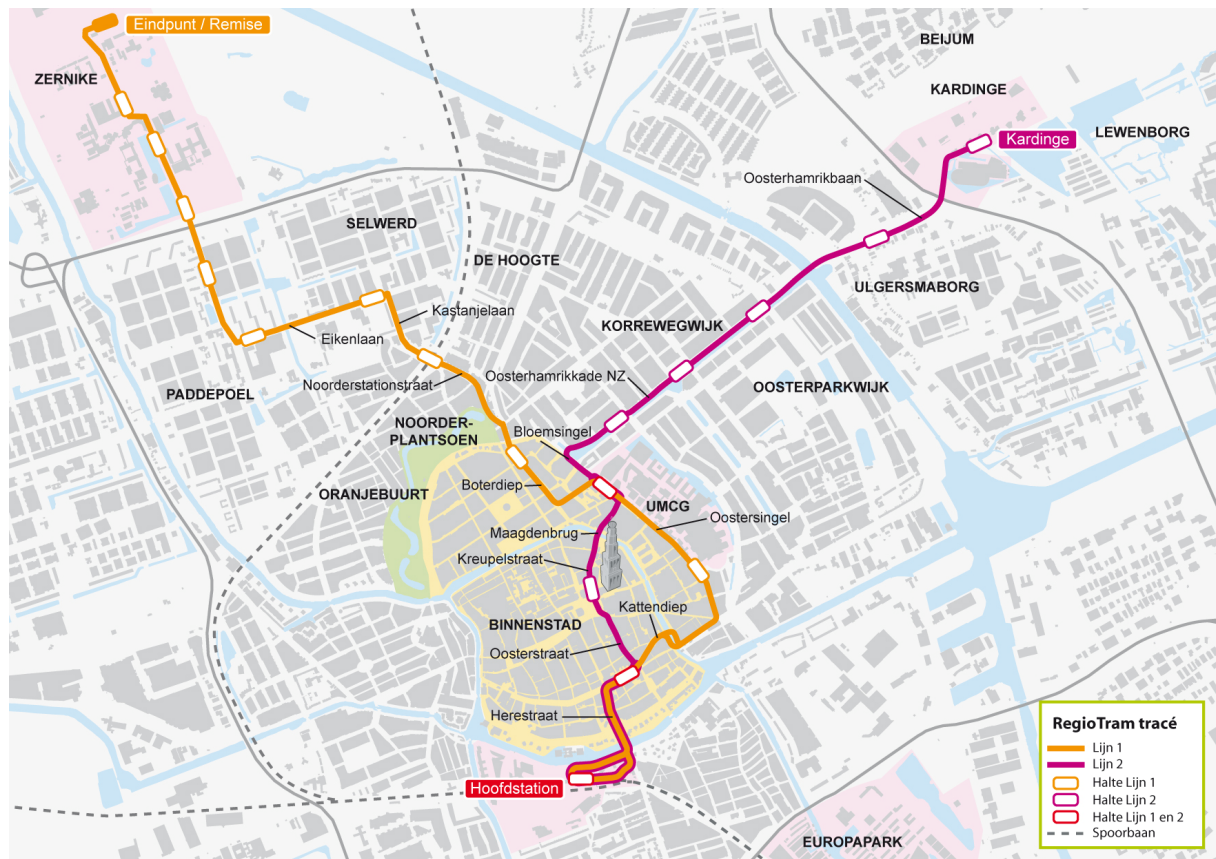 Eindpunt / Remise
ZERNIKE
BEIJUM
KARDINGE
LEWENBORG
Kardinge
Oosterhamrikbaan
SELWERD
DE HOOGTE
ULGERSMABORG
Kastanjelaan
KORREWEGWIJK
Eikenlaan
Oosterhamrikkade NZ
Noorderstationstraat
OOSTERPARKWIJK
PADDEPOEL
NOORDER-
PLANTSOEN
Bloemsingel
ORANJEBUURT
Boterdiep
UMCG
Oostersingel
Maagdenbrug
Kreupelstraat
Kattendiep
BINNENSTAD
Oosterstraat
Herestraat
Hoofdstation
EUROPAPARK
RegioTram tracé
Lijn 1
Lijn 2
Halte Lijn 1
Halte Lijn 2
Halte Lijn 1 en 2
Spoorbaan